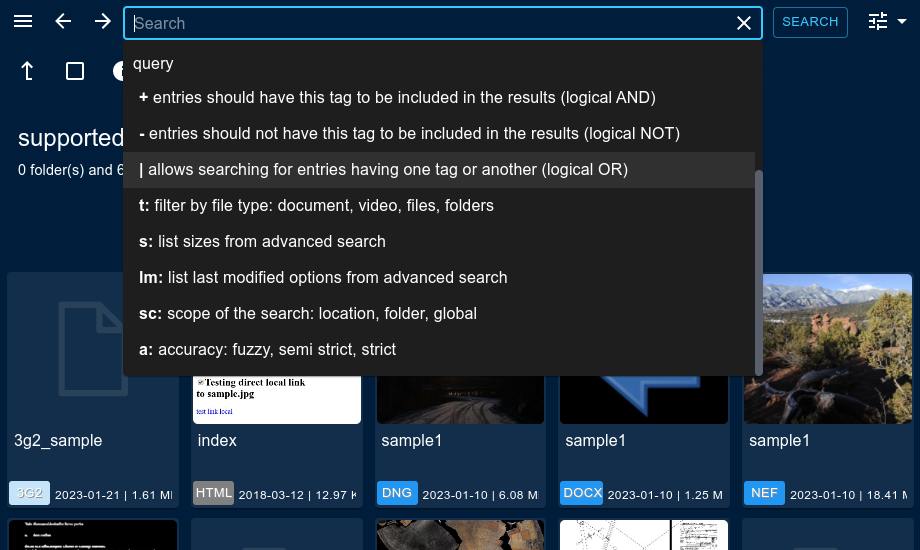 Search
SEARCH
query
+ entries should have this tag to be included in the results (logical AND)
- entries should not have this tag to be included in the results (logical NOT)
supported
| allows searching for entries having one tag or another (logical OR)
0 folder(s) and 6
t: filter by file type: document, video, files, folders
s: list sizes from advanced search
lm: list last modified options from advanced search
sc: scope of the search: location, folder, global
a: accuracy: fuzzy, semi strict, strict
Testing direct local link
to sample.jpg
test link local
3g2_sample
index
sample1
sample1
sample1
3G2 2023-01-21 | 1.61 M
HTML 2018-03-12 | 12.97 K
DNG 2023-01-10 | 6.08 M
DOCX 2023-01-10 | 1.25 M
NEF 2023-01-10 | 18.41 M